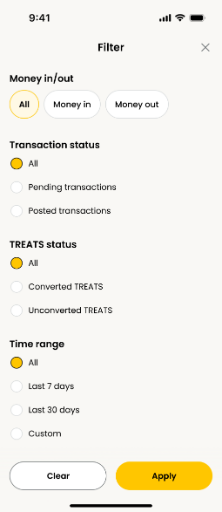 9:41
Filter
Money in/out
All Money in Money out
Transaction status
All
Pending transactions
Posted transactions
TREATS status
All
Converted TREATS
Unconverted TREATS
Time range
All
Last 7 days
Last 30 days
Custom
Clear Apply